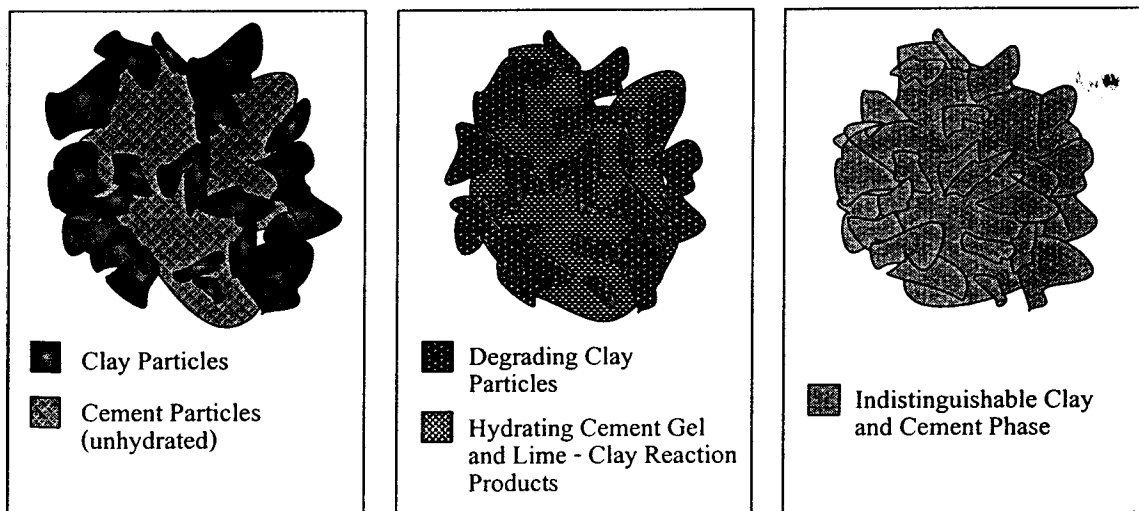 Clay Particles
Cement Particles
(unhydrated)
Degrading Clay
Particles
Hydrating Cement Gel
and Lime - Clay Reaction
Products
Indistinguishable Clay
and Cement Phase